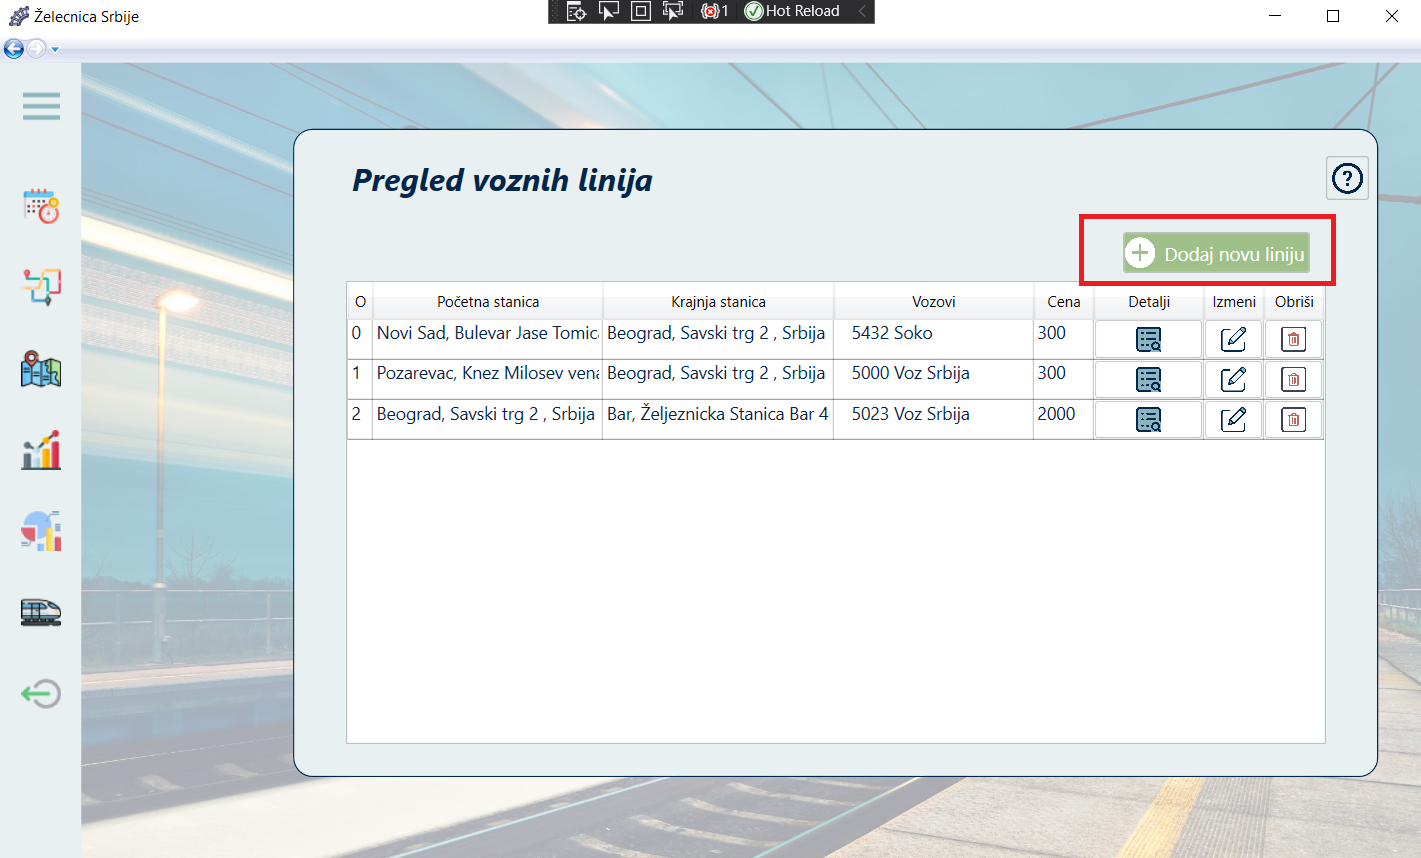 Želecnica Srbije
1 Hot Reload
Pregled voznih linija
?
Dodaj novu liniju
O Početna stanica Krajnja stanica Vozovi Cena Detalji Izmeni Obriši
0 Novi Sad, Bulevar Jase Tomic Beograd, Savski trg 2 , Srbija 5432 Soko 300
1 Pozarevac, Knez Milosev vena Beograd, Savski trg 2 , Srbija 5000 Voz Srbija 300
2 Beograd, Savski trg 2 , Srbija Bar, Željeznicka Stanica Bar 4 5023 Voz Srbija 2000